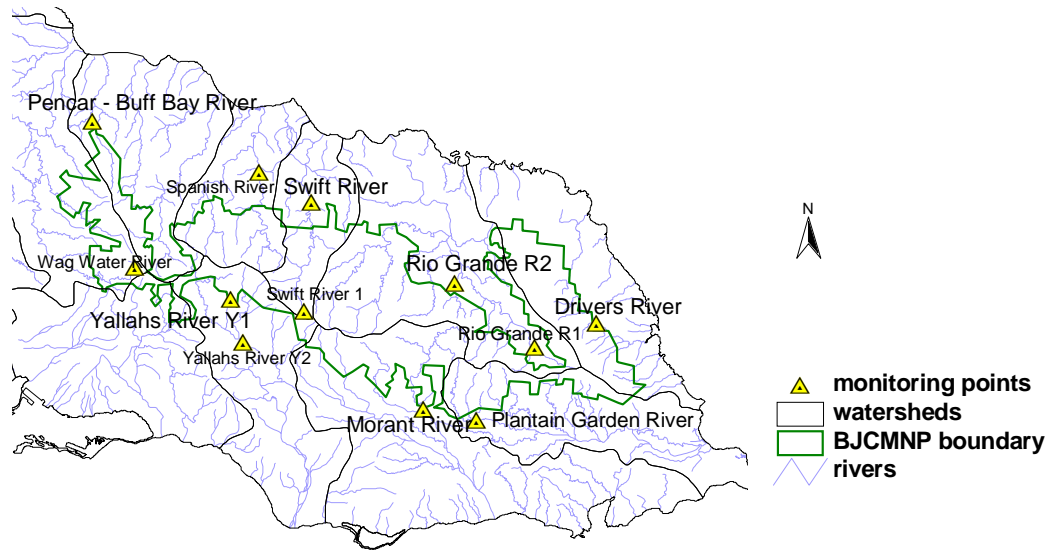 Pencar - Buff Bay River
Spanish River
Swift River
Wag Water River
Rio Grande R2
Swift River 1
Drivers River
Yallahs River Y1
Rio Grande R1
Yallahs River Y2
Morant River
Plantain Garden River
N
monitoring points
watersheds
BJCMNP boundary
rivers